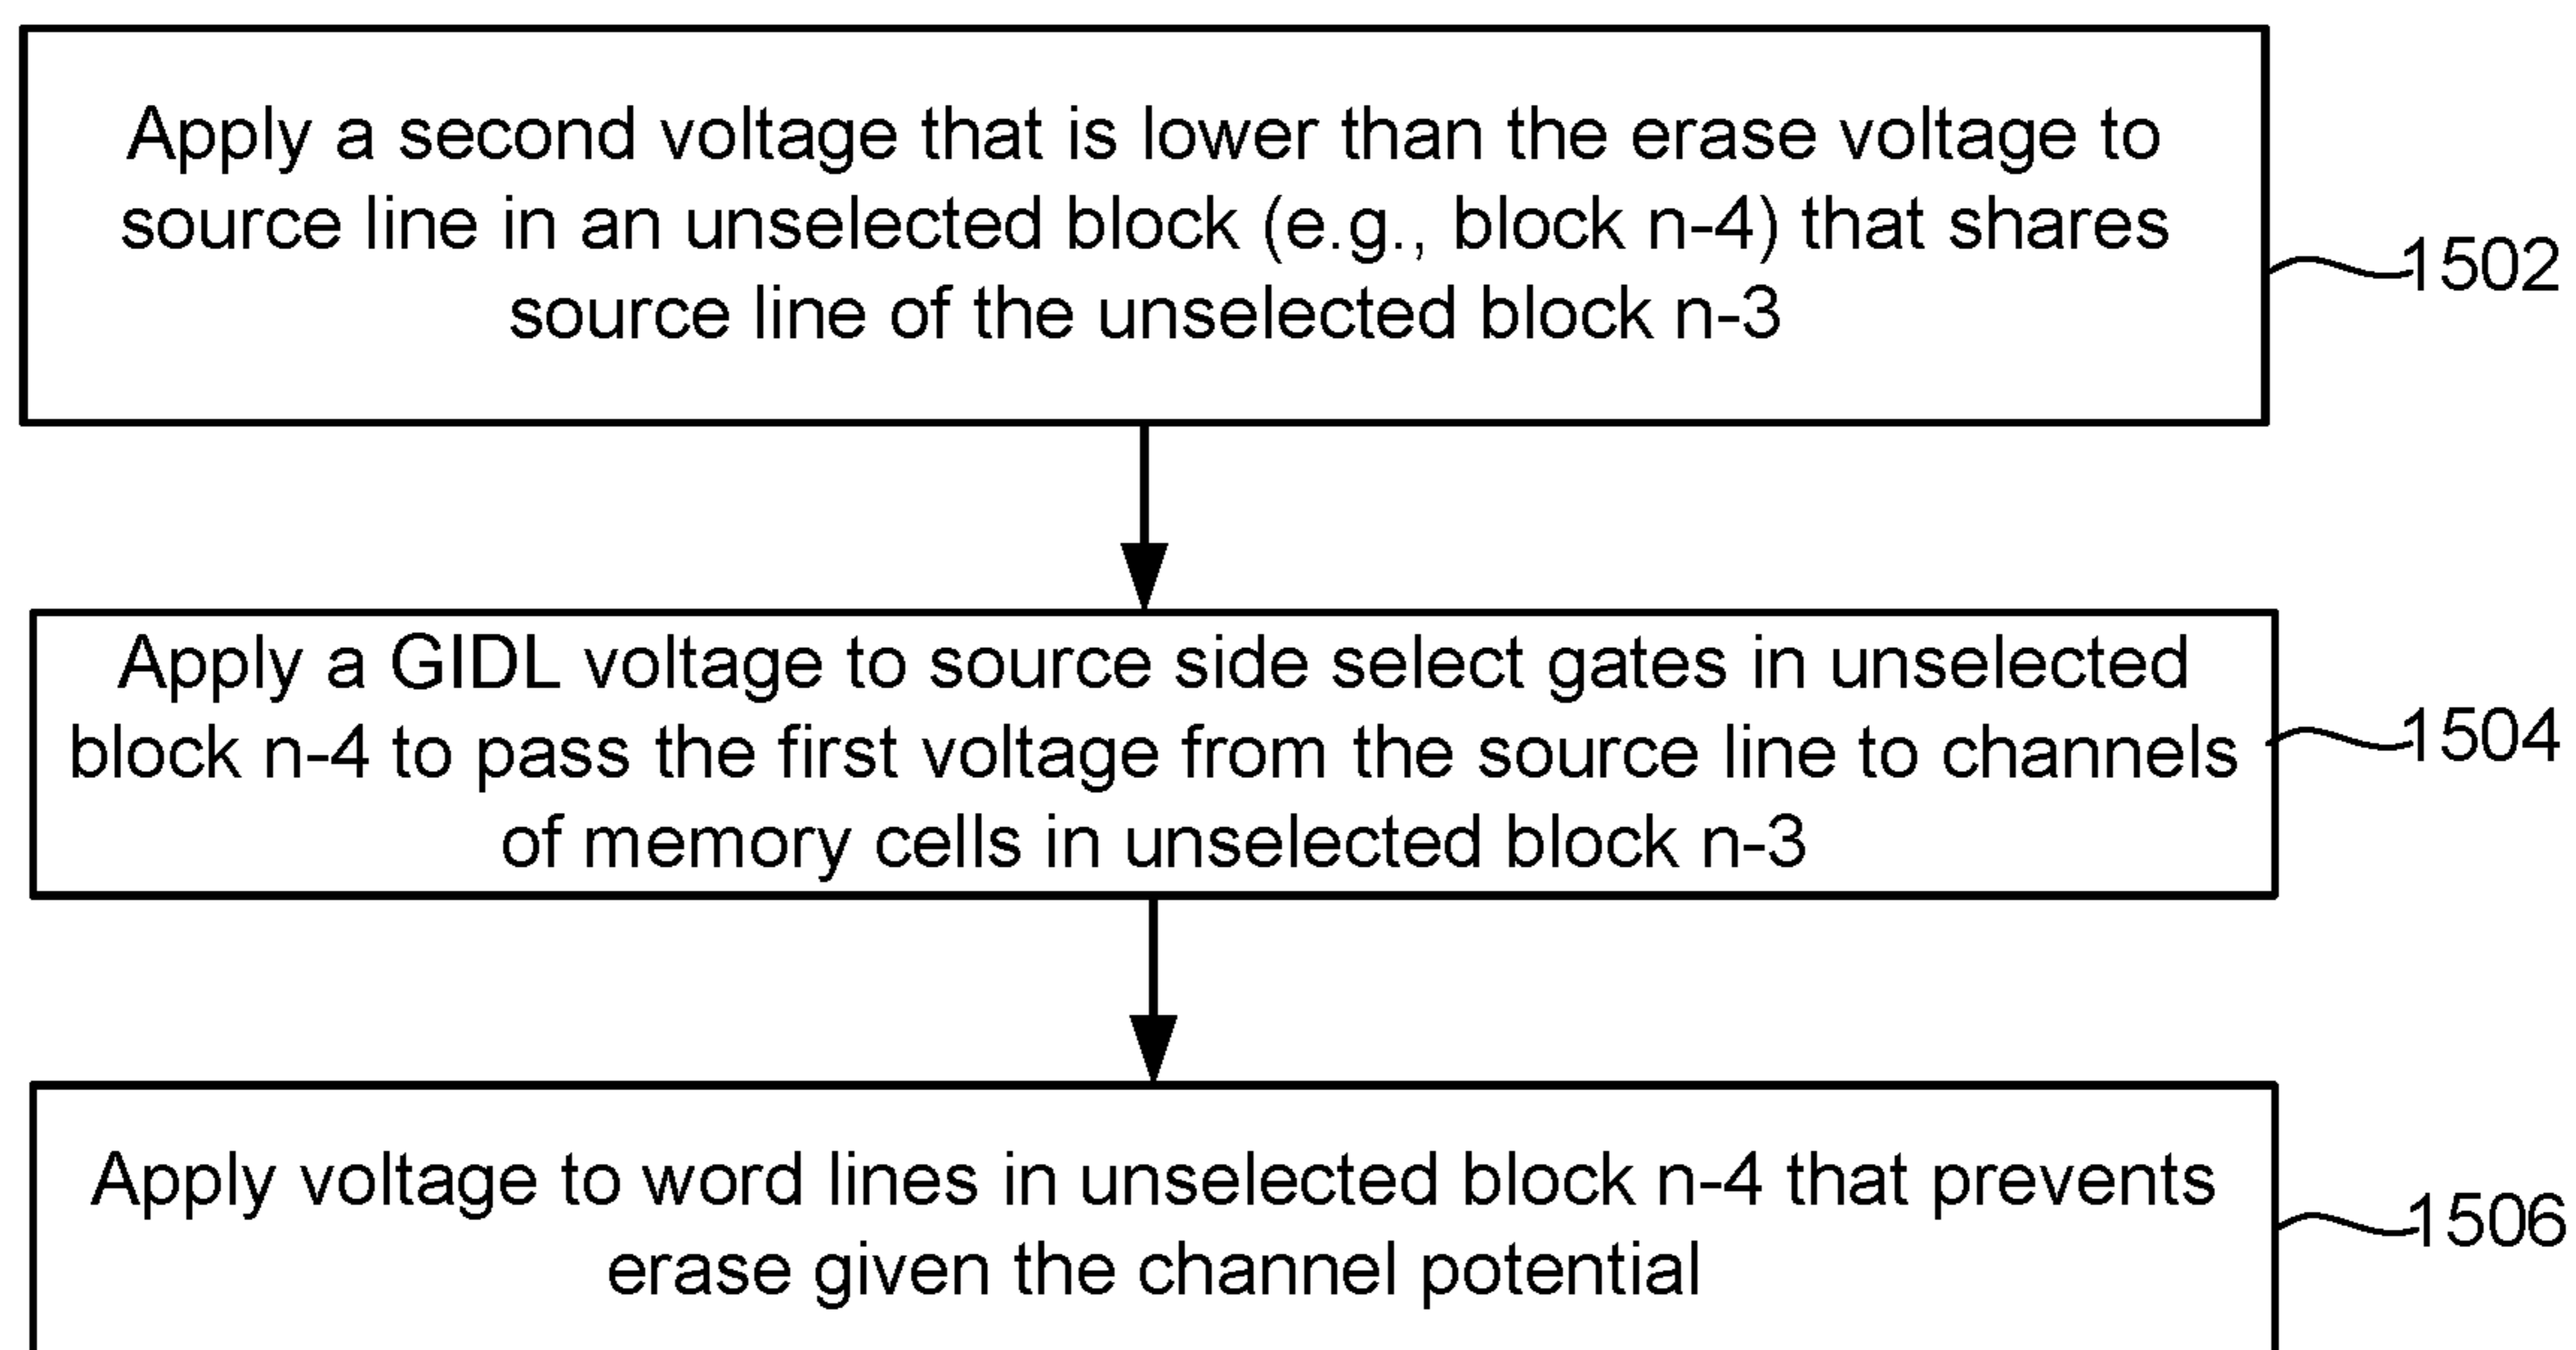 Apply a second voltage that is lower than the erase voltage to
source line in an unselected block (e.g., block n-4) that shares
source line of the unselected block n-3
1502
Apply a GIDL voltage to source side select gates in unselected
block n-4 to pass the first voltage from the source line to channels
of memory cells in unselected block n-3
1504
Apply voltage to word lines in unselected block n-4 that prevents
erase given the channel potential
1506